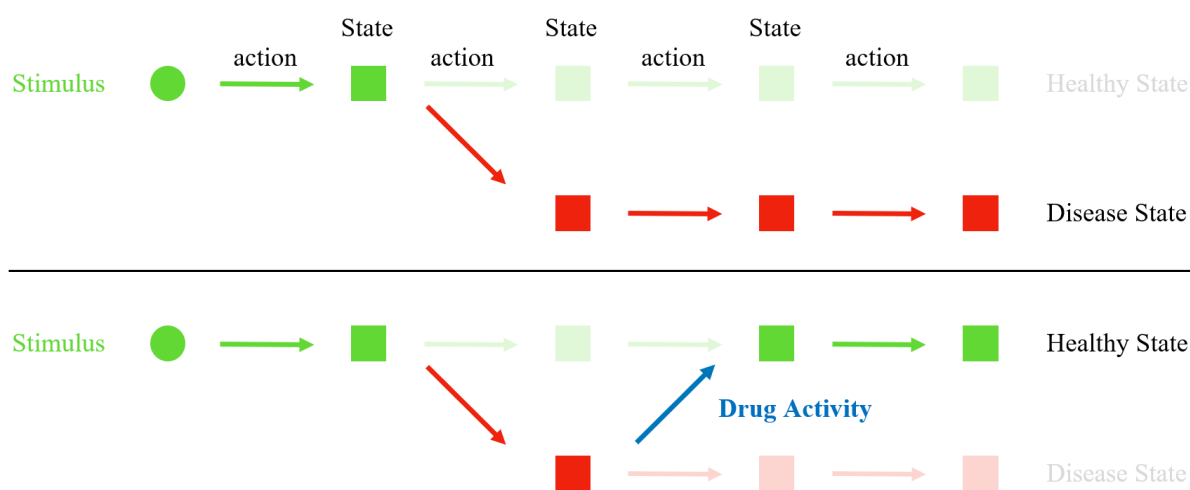 State State State
action action action action
Stimulus Healthy State
Disease State
Stimulus Healthy State
Drug Activity
Disease State